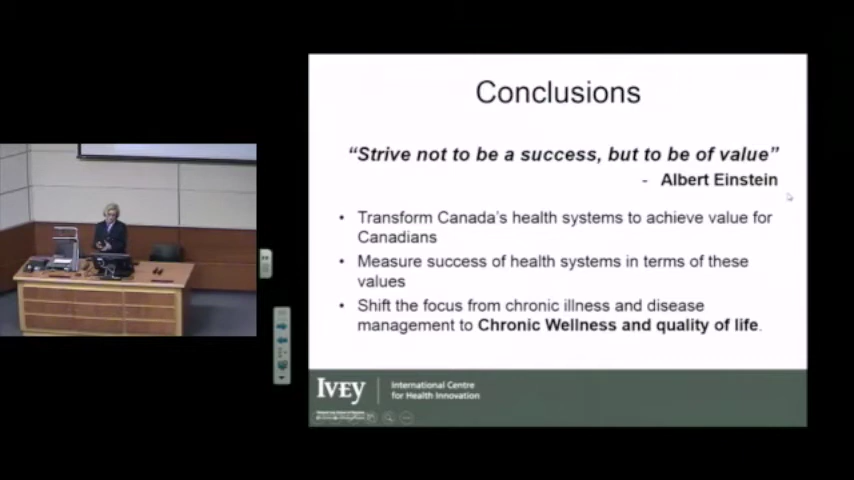 Conclusions
“Strive not to be a success, but to be of value”
- Albert Einstein
• Transform Canada’s health systems to achieve value for
Canadians
• Measure success of health systems in terms of these
values
• Shift the focus from chronic illness and disease
management to Chronic Wellness and quality of life.
IVEY
International Centre
for Health Innovation